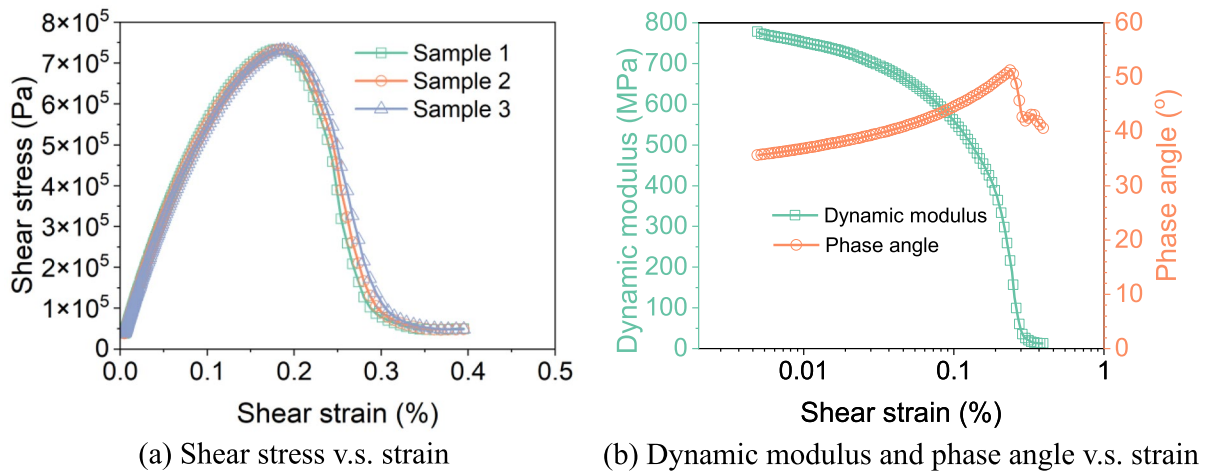 8×10⁵
7×10⁵
6×10⁵
5×10⁵
4×10⁵
3×10⁵
2×10⁵
1×10⁵
0
Shear stress (Pa)
Sample 1
Sample 2
Sample 3
0.0 0.1 0.2 0.3 0.4 0.5
Shear strain (%)
(a) Shear stress v.s. strain
800
700
600
500
400
300
200
100
0
Dynamic modulus (MPa)
Dynamic modulus
Phase angle
60
50
40
30
20
10
0
Phase angle (°)
0.01 0.1 1
Shear strain (%)
(b) Dynamic modulus and phase angle v.s. strain